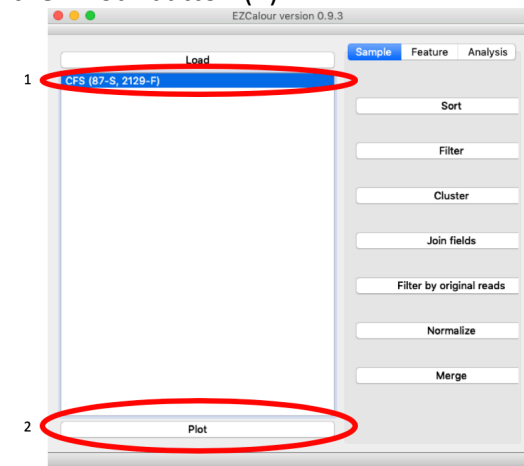 EZCalour version 0.9.3
Load
Sample Feature Analysis
1
CFS (87-S, 2129-F)
Sort
Filter
Cluster
Join fields
Filter by original reads
Normalize
Merge
2
Plot